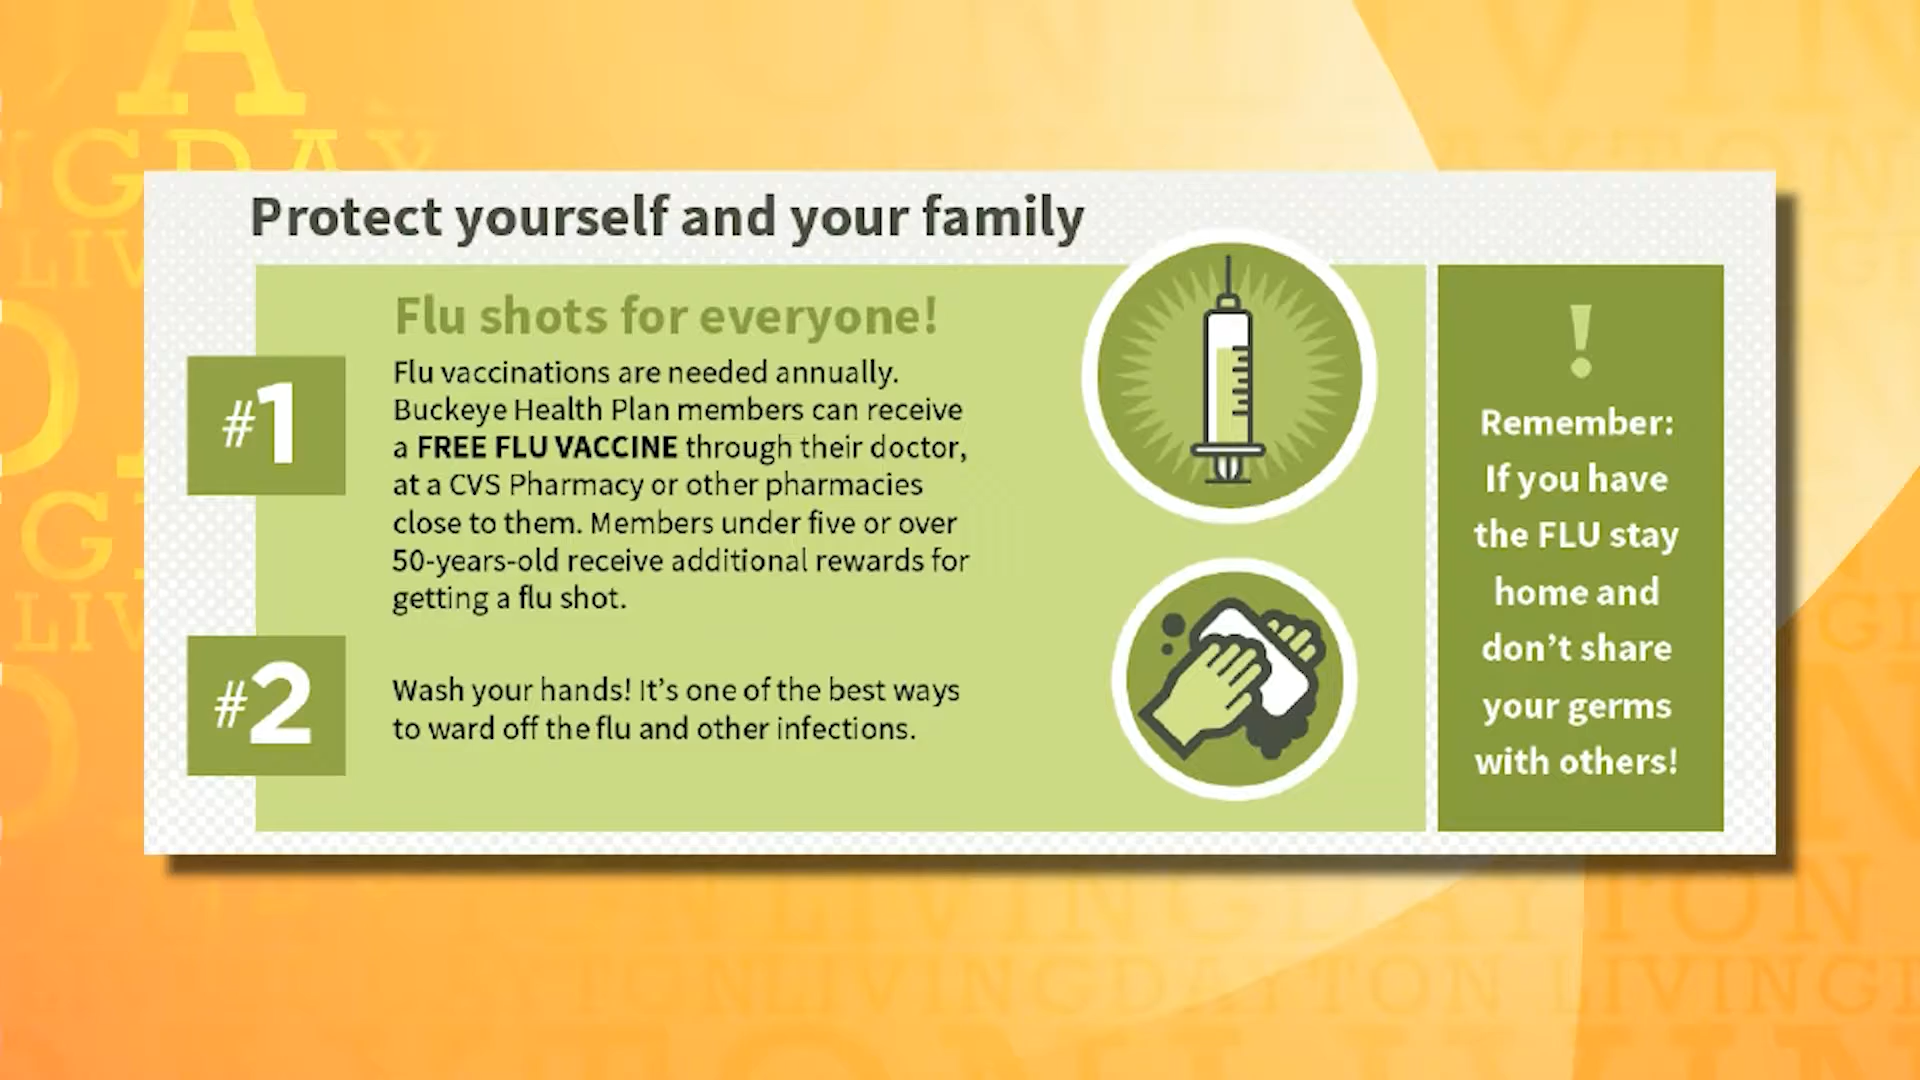 Protect yourself and your family
Flu shots for everyone!
#1
Flu vaccinations are needed annually.
Buckeye Health Plan members can receive
a FREE FLU VACCINE through their doctor,
at a CVS Pharmacy or other pharmacies
close to them. Members under five or over
50-years-old receive additional rewards for
getting a flu shot.
#2
Wash your hands! It's one of the best ways
to ward off the flu and other infections.
!
Remember:
If you have
the FLU stay
home and
don't share
your germs
with others!
LIVINGDAYTON
LIVINGDAYTON